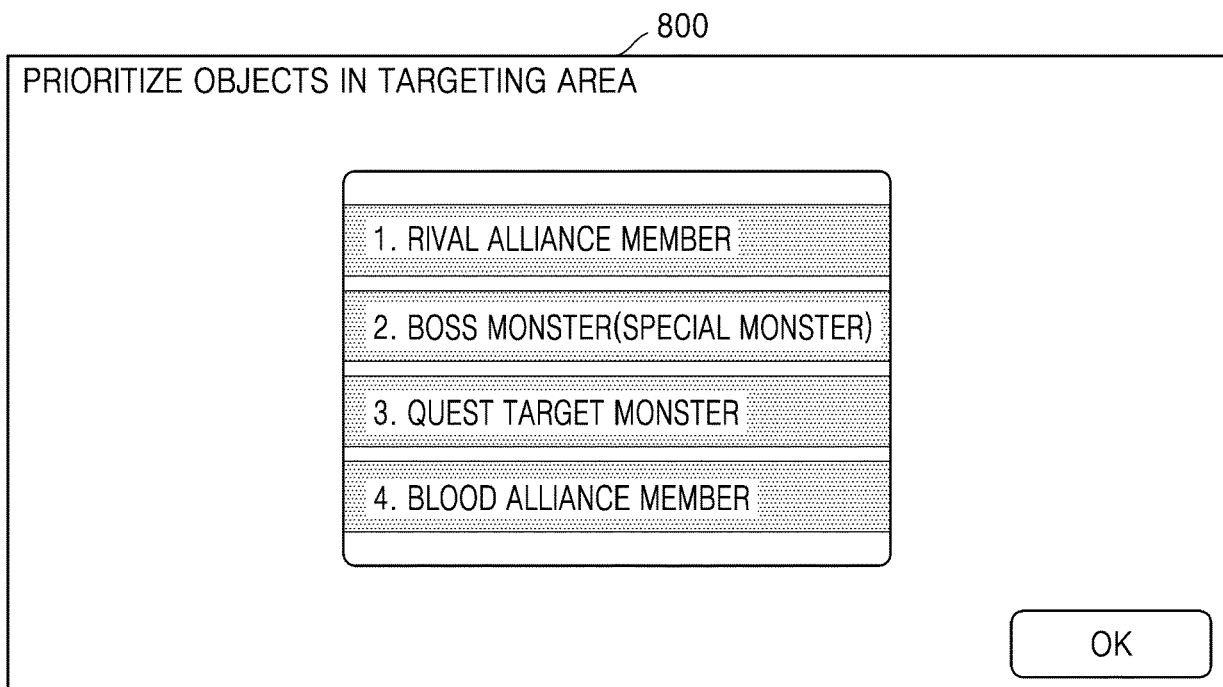 800
PRIORITIZE OBJECTS IN TARGETING AREA
1. RIVAL ALLIANCE MEMBER
2. BOSS MONSTER(SPECIAL MONSTER)
3. QUEST TARGET MONSTER
4. BLOOD ALLIANCE MEMBER
OK